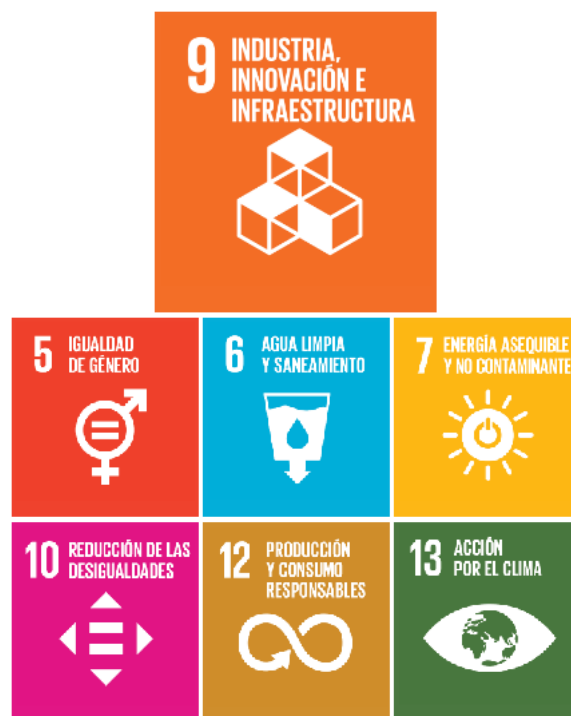 9 INDUSTRIA,
INNOVACIÓN E
INFRAESTRUCTURA
5 IGUALDAD
DE GÉNERO
6 AGUA LIMPIA
Y SANEAMIENTO
7 ENERGÍA ASEQUIBLE
Y NO CONTAMINANTE
10 REDUCCIÓN DE LAS
DESIGUALDADES
12 PRODUCCIÓN
Y CONSUMO
RESPONSABLES
13 ACCIÓN
POR EL CLIMA